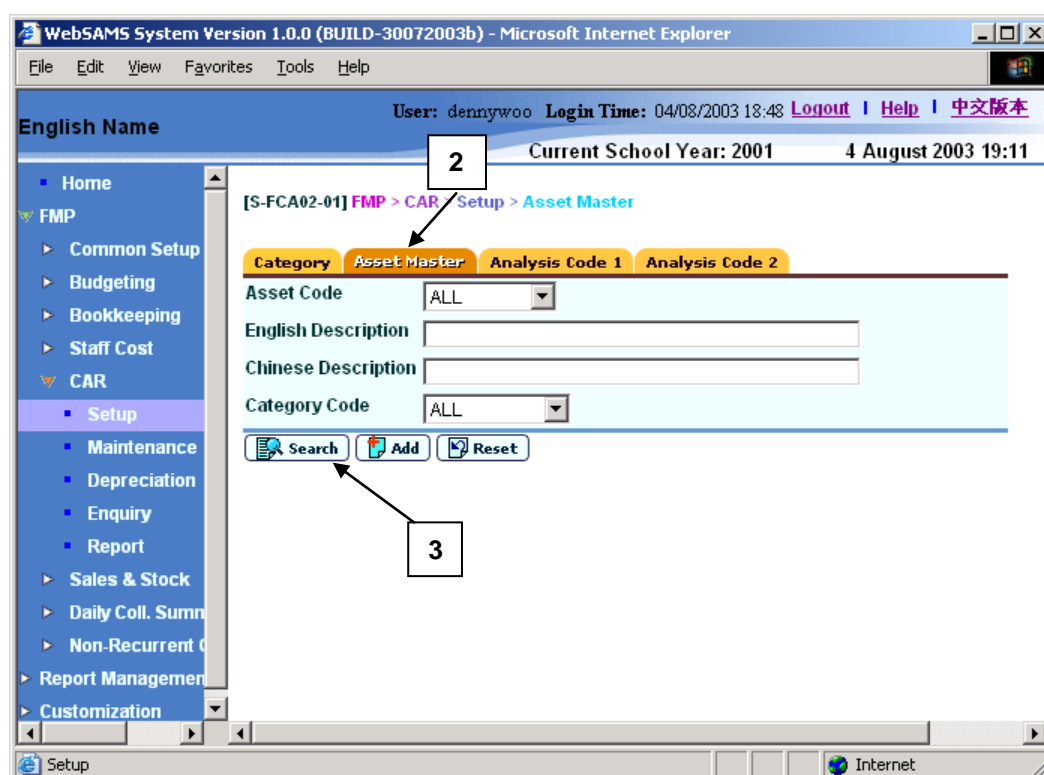 WebSAMS System Version 1.0.0 (BUILD-30072003b) - Microsoft Internet Explorer
File Edit View Favorites Tools Help
User: dennywoo Login Time: 04/08/2003 18:48 Logout | Help | 中文版本
English Name
Current School Year: 2001 4 August 2003 19:11
2
Home
FMP
Common Setup
Budgeting
Bookkeeping
Staff Cost
CAR
Setup
Maintenance
Depreciation
Enquiry
Report
Sales & Stock
Daily Coll. Summ
Non-Recurrent
Report Managemen
Customization
[S-FCA02-01] FMP > CAR > Setup > Asset Master
Category Asset Master Analysis Code 1 Analysis Code 2
Asset Code ALL
English Description
Chinese Description
Category Code ALL
Search Add Reset
3
Setup Internet